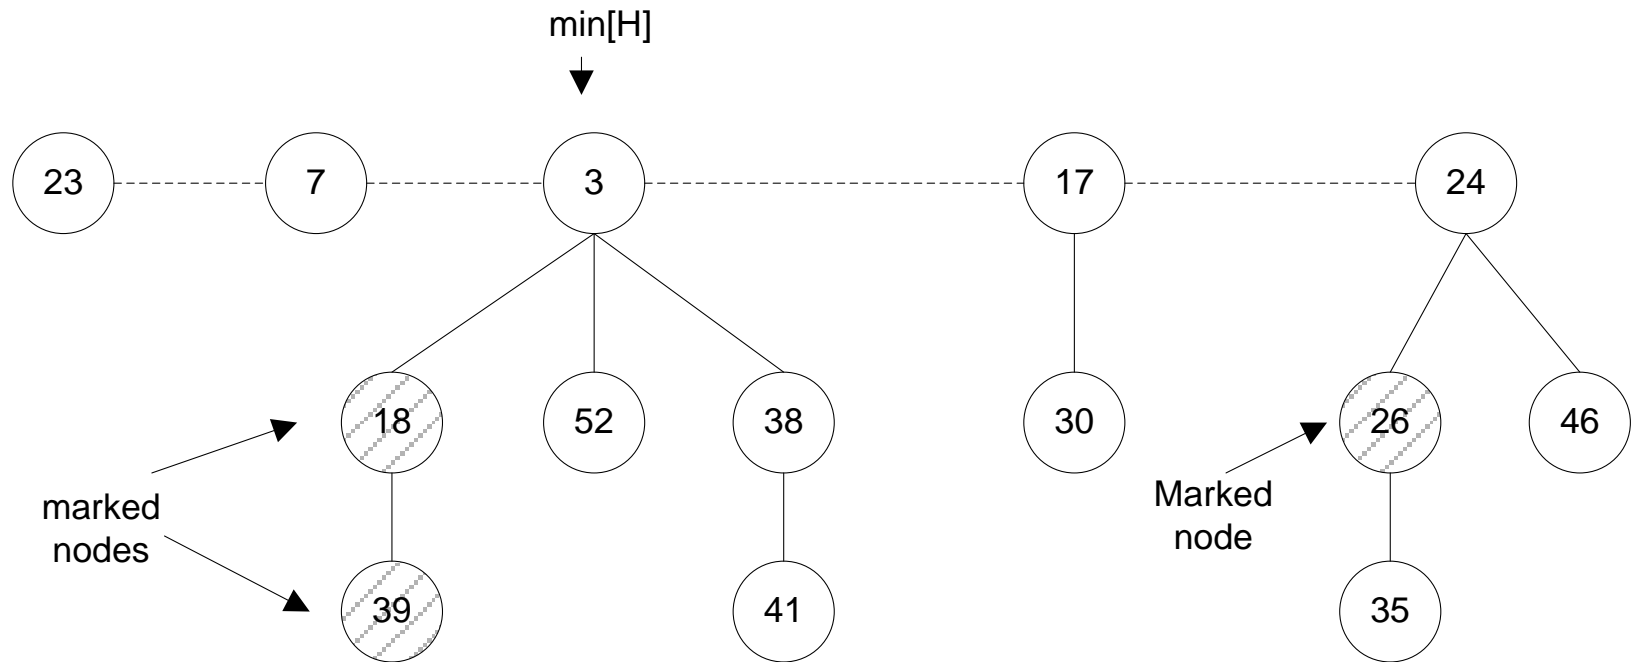 min[H]
23 7 3 17 24
18 52 38 30 26 46
marked
nodes
Marked
node
39 41 35